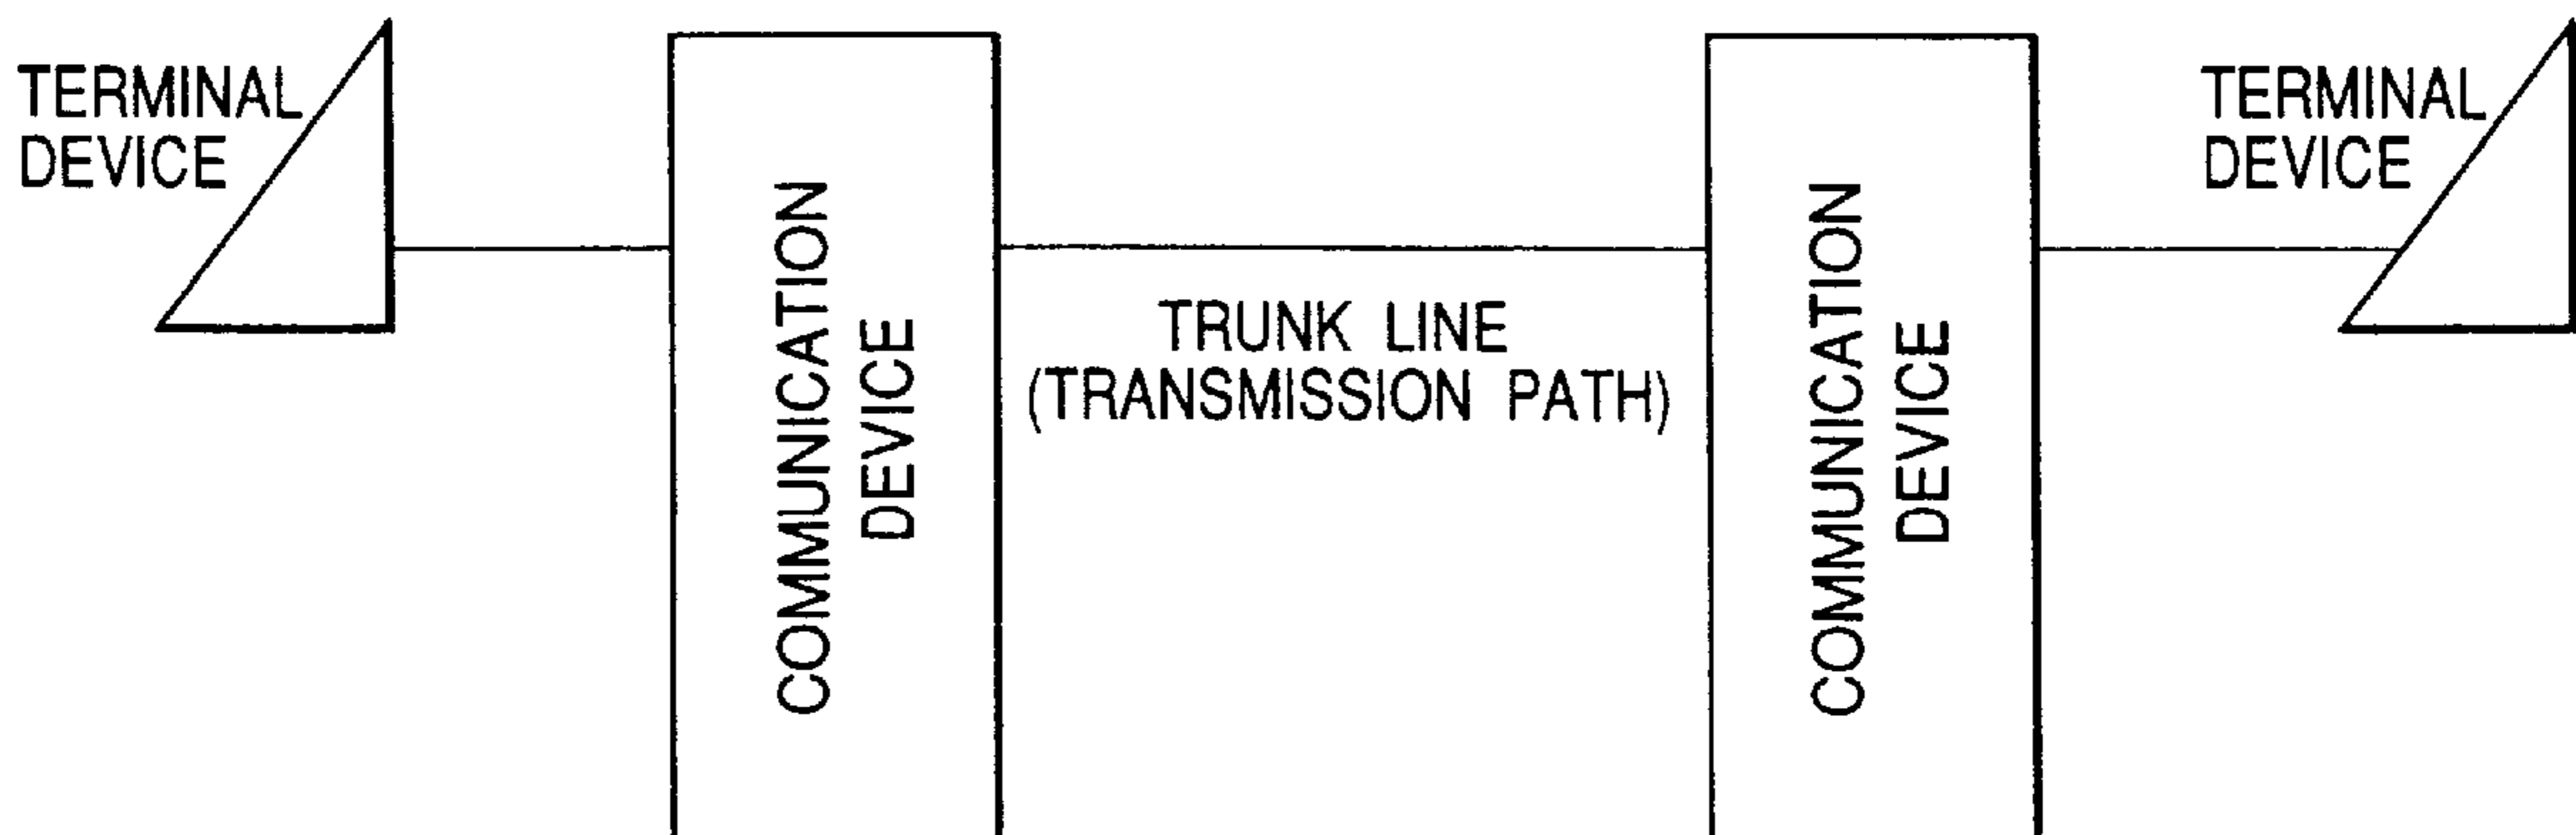 TERMINAL
DEVICE
COMMUNICATION
DEVICE
TRUNK LINE
(TRANSMISSION PATH)
COMMUNICATION
DEVICE
TERMINAL
DEVICE